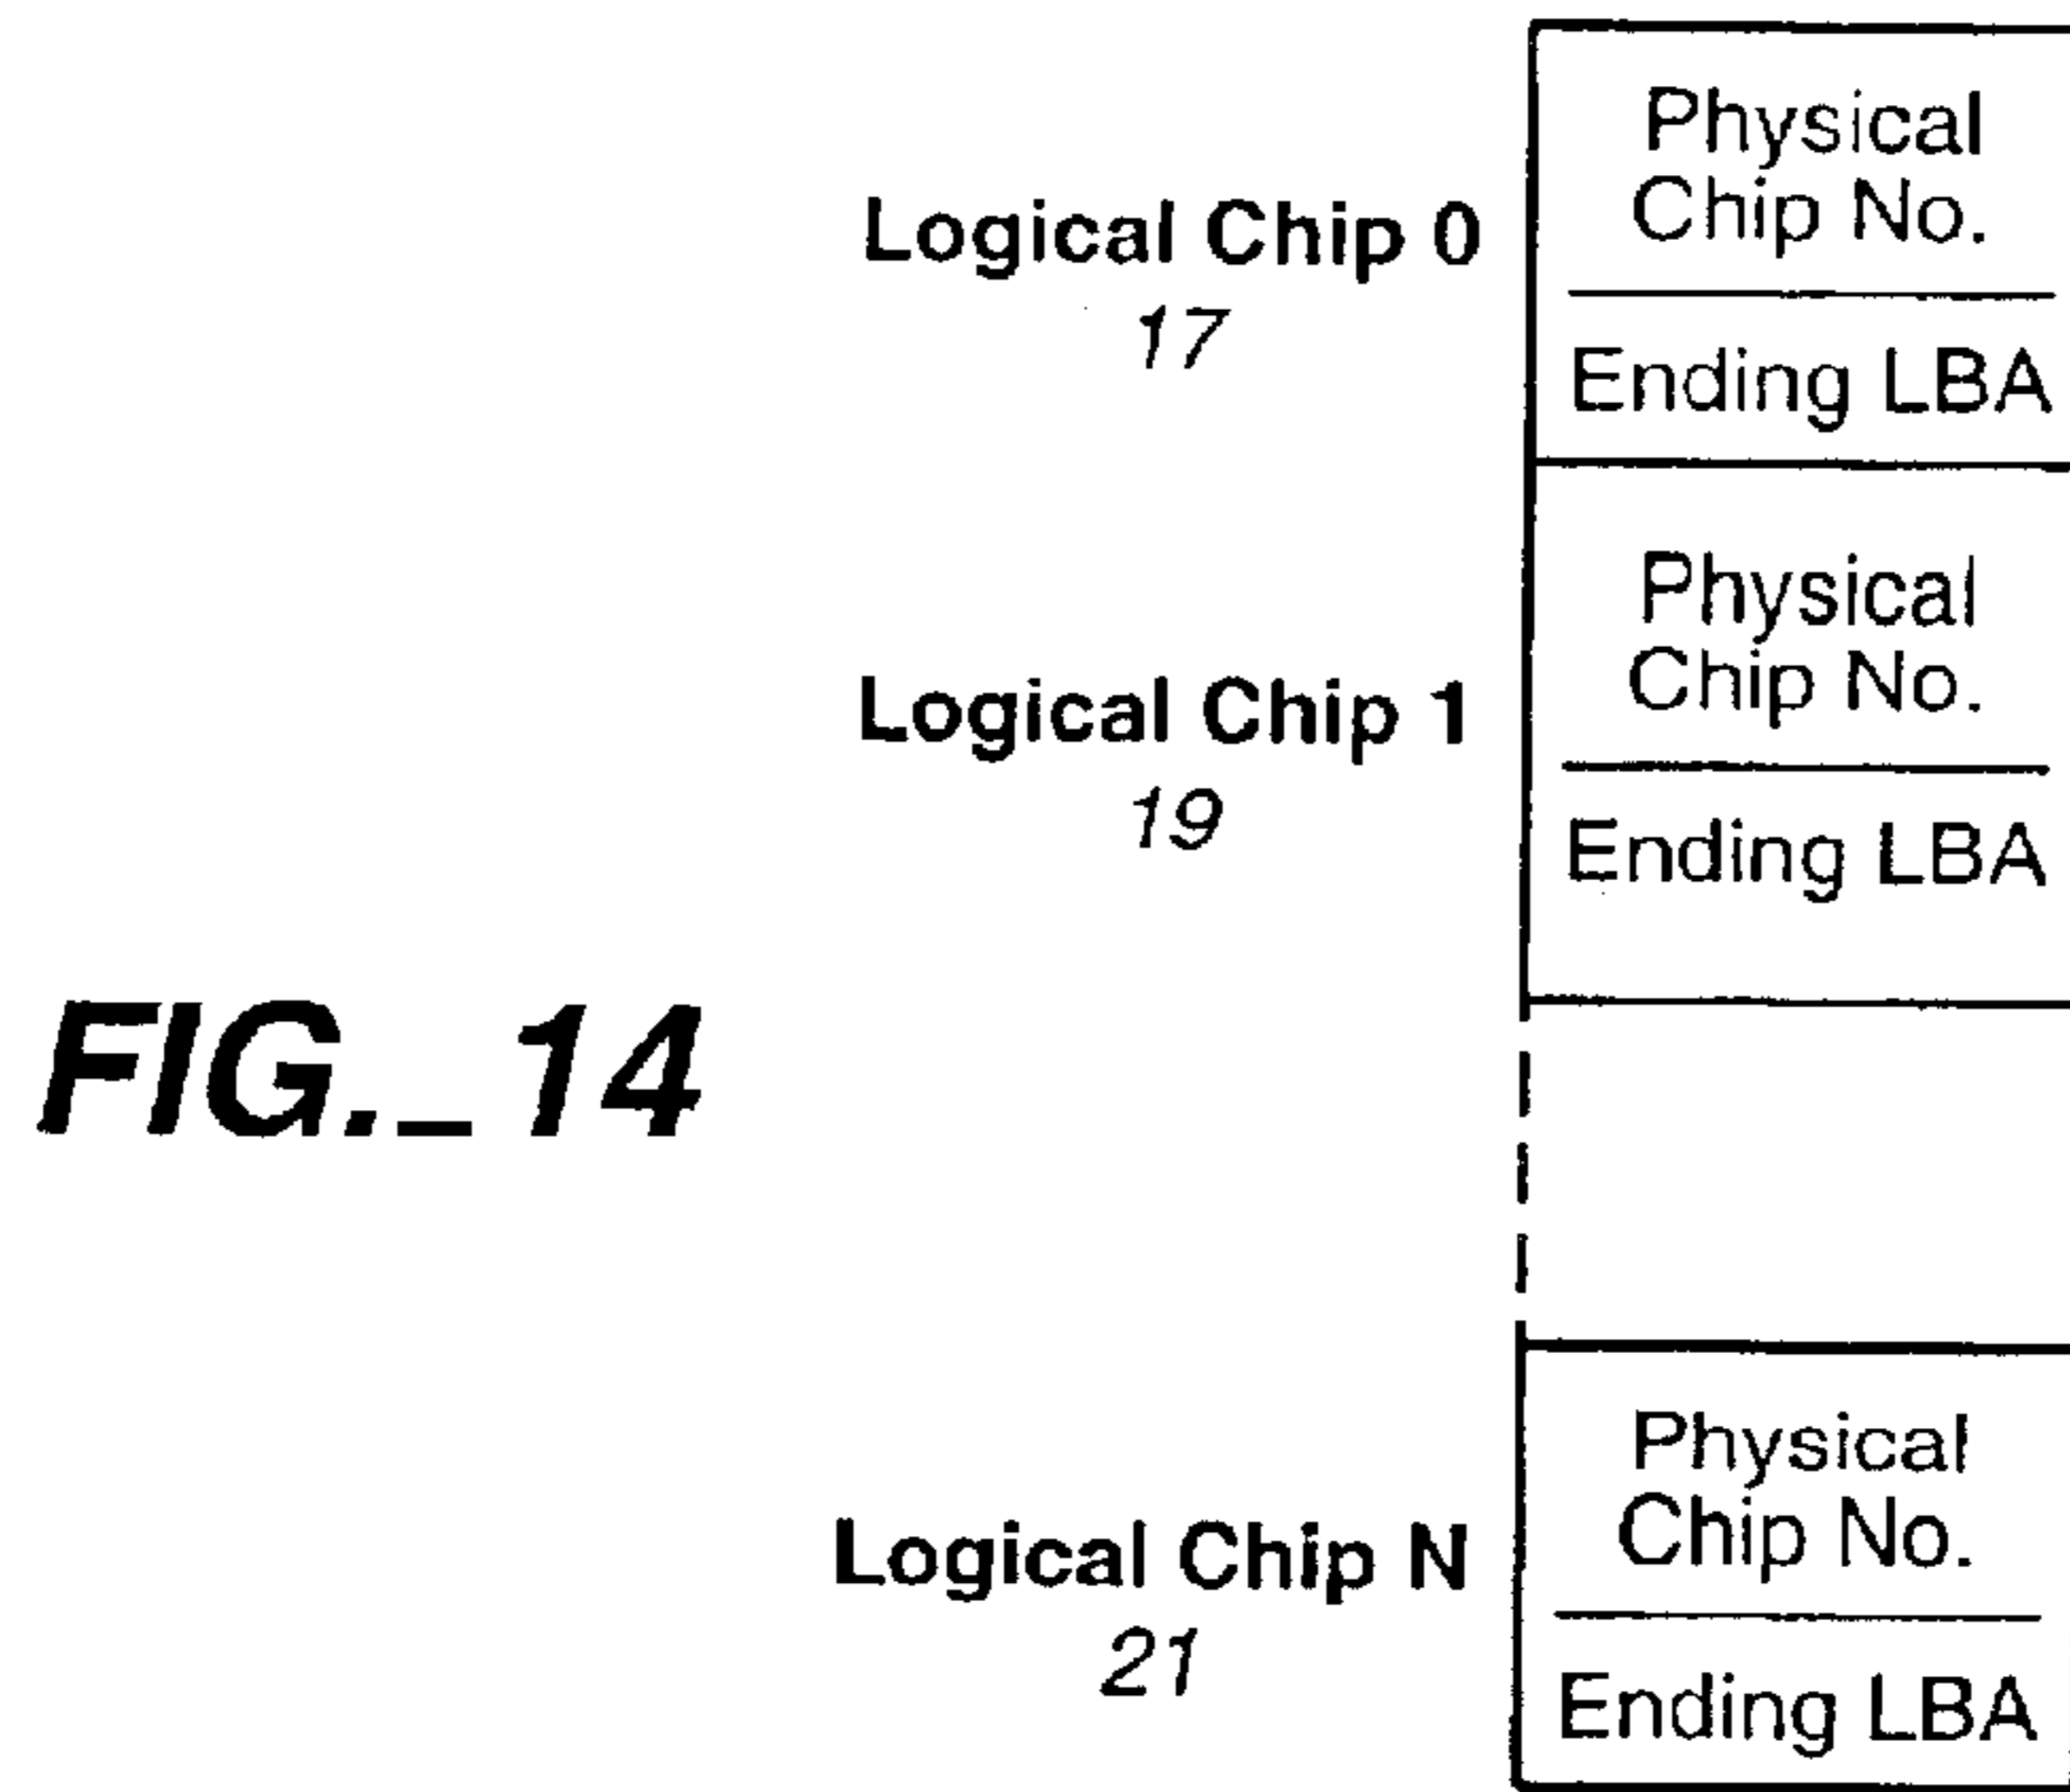 Physical
Chip No.
Logical Chip 0
17
Ending LBA
Physical
Chip No.
Logical Chip 1
19
Ending LBA
FIG._14
Physical
Chip No.
Logical Chip N
21
Ending LBA